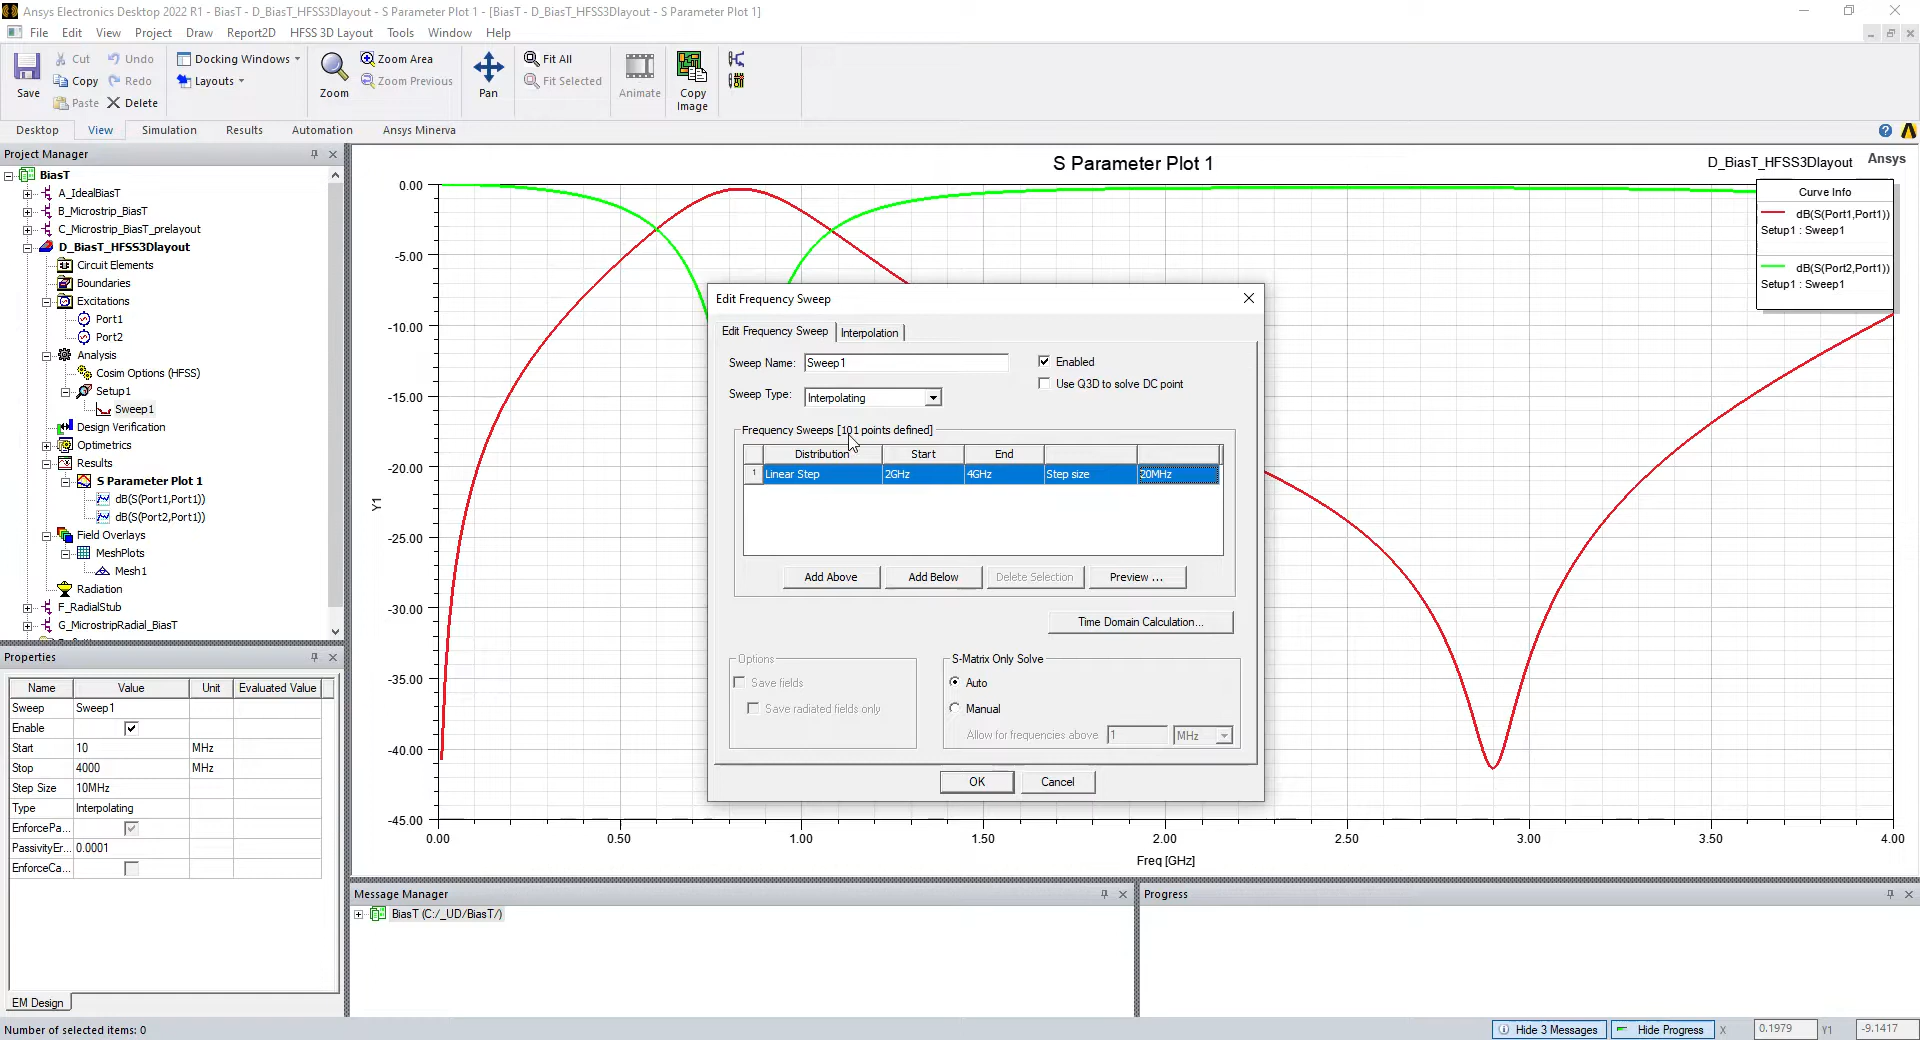 Ansys Electronics Desktop 2022 R1 - BiasT - D_BiasT_HFSS3Dlayout - S Parameter Plot 1 - [BiasT - D_BiasT_HFSS3Dlayout - S Parameter Plot 1]
File Edit View Project Draw Report2D HFSS 3D Layout Tools Window Help
Save
Cut
Copy
Paste
Undo
Redo
Delete
Docking Windows
Layouts
Zoom
Zoom Area
Zoom Previous
Pan
Fit All
Fit Selected
Animate
Copy
Image
Desktop View Simulation Results Automation Ansys Minerva
Project Manager
BiasT
A_IdealBiasT
B_Microstrip_BiasT
C_Microstrip_BiasT_prelayout
D_BiasT_HFSS3Dlayout
Circuit Elements
Boundaries
Excitations
Port1
Port2
Analysis
Cosim Options (HFSS)
Setup1
Sweep1
Design Verification
Optimetrics
Results
S Parameter Plot 1
dB(S(Port1,Port1))
dB(S(Port2,Port1))
Field Overlays
MeshPlots
Mesh1
Radiation
F_RadialStub
G_MicrostripRadial_BiasT
Properties
Name Value Unit Evaluated Value
Sweep Sweep1
Enable
Start 10 MHz
Stop 4000 MHz
Step Size 10MHz
Type Interpolating
EnforcePa...
PassivityEr... 0.0001
EnforceCa...
EM Design
S Parameter Plot 1
D_BiasT_HFSS3Dlayout
Ansys
Curve Info
dB(S(Port1,Port1))
Setup1 : Sweep1
dB(S(Port2,Port1))
Setup1 : Sweep1
Y1
0.00
-5.00
-10.00
-15.00
-20.00
-25.00
-30.00
-35.00
-40.00
-45.00
0.00 0.50 1.00 1.50 2.00 2.50 3.00 3.50 4.00
Freq [GHz]
Edit Frequency Sweep
Edit Frequency Sweep Interpolation
Sweep Name: Sweep1
Enabled
Use Q3D to solve DC point
Sweep Type: Interpolating
Frequency Sweeps [101 points defined]
Distribution Start End
1 Linear Step 2GHz 4GHz Step size 20MHz
Add Above Add Below Delete Selection Preview ...
Time Domain Calculation...
Options
Save fields
Save radiated fields only
S-Matrix Only Solve
Auto
Manual
Allow for frequencies above 1 MHz
OK Cancel
Message Manager
BiasT (C:/_UD/BiasT/)
Progress
Number of selected items: 0
Hide 3 Messages Hide Progress X 0.1979 Y1 -9.1417